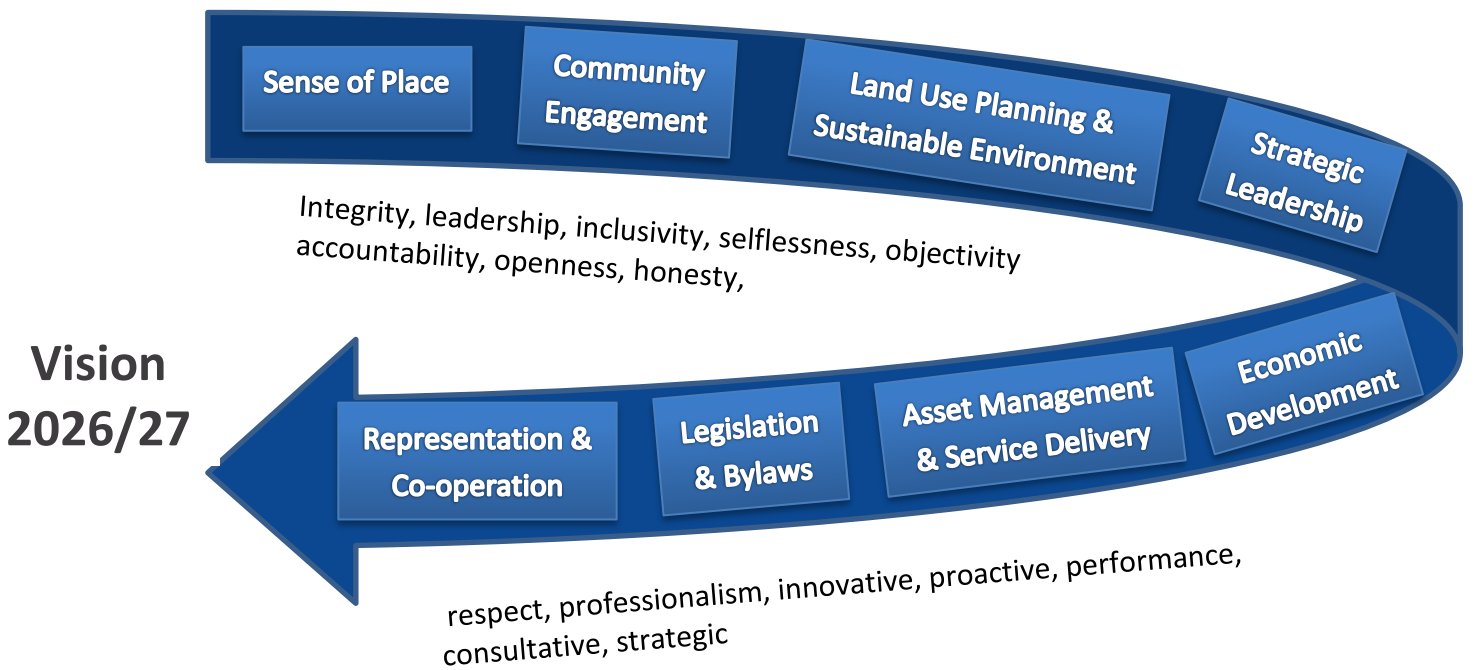 Sense of Place
Community
Engagement
Land Use Planning &
Sustainable Environment
Strategic
Leadership
Integrity, leadership, inclusivity, selflessness, objectivity
accountability, openness, honesty,
Economic
Development
Asset Management
& Service Delivery
Legislation
& Bylaws
Representation &
Co-operation
Vision
2026/27
respect, professionalism, innovative, proactive, performance,
consultative, strategic